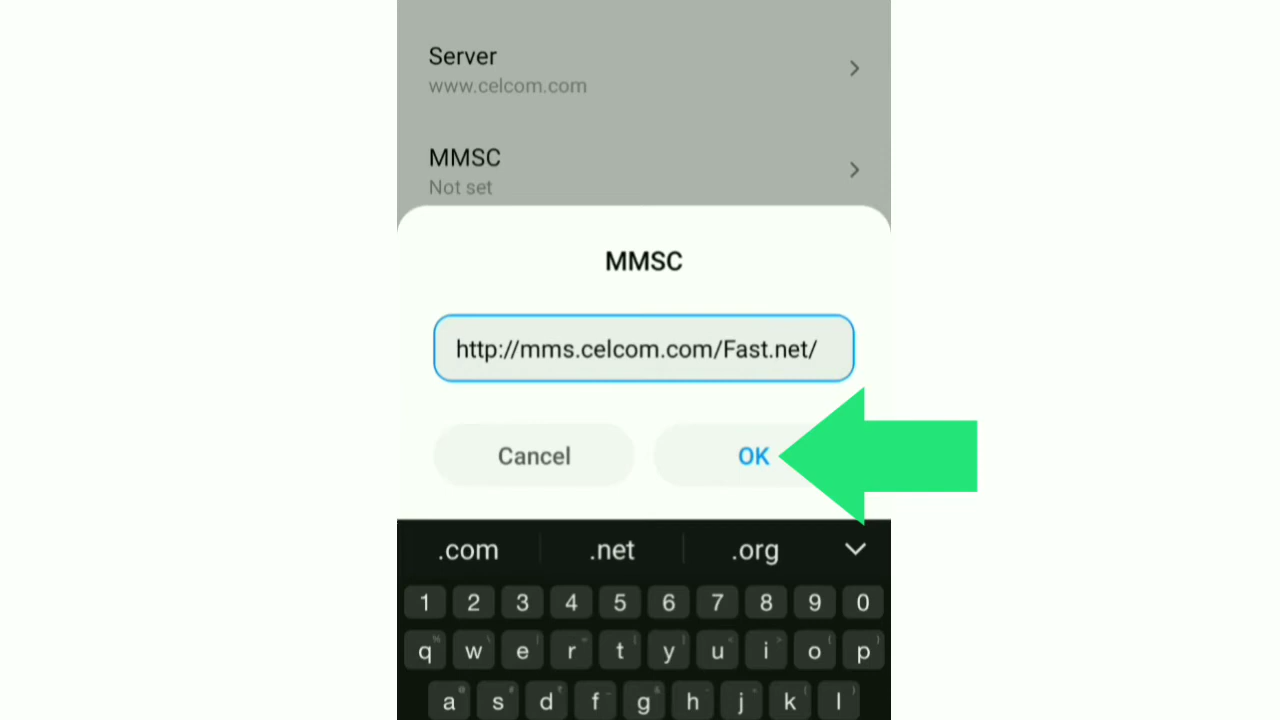 Server
www.celcom.com
MMSC
Not set
MMSC
http://mms.celcom.com/Fast.net/
Cancel OK
.com .net .org
1 2 3 4 5 6 7 8 9 0
q w e r t y u i o p
a s d f g h j k l